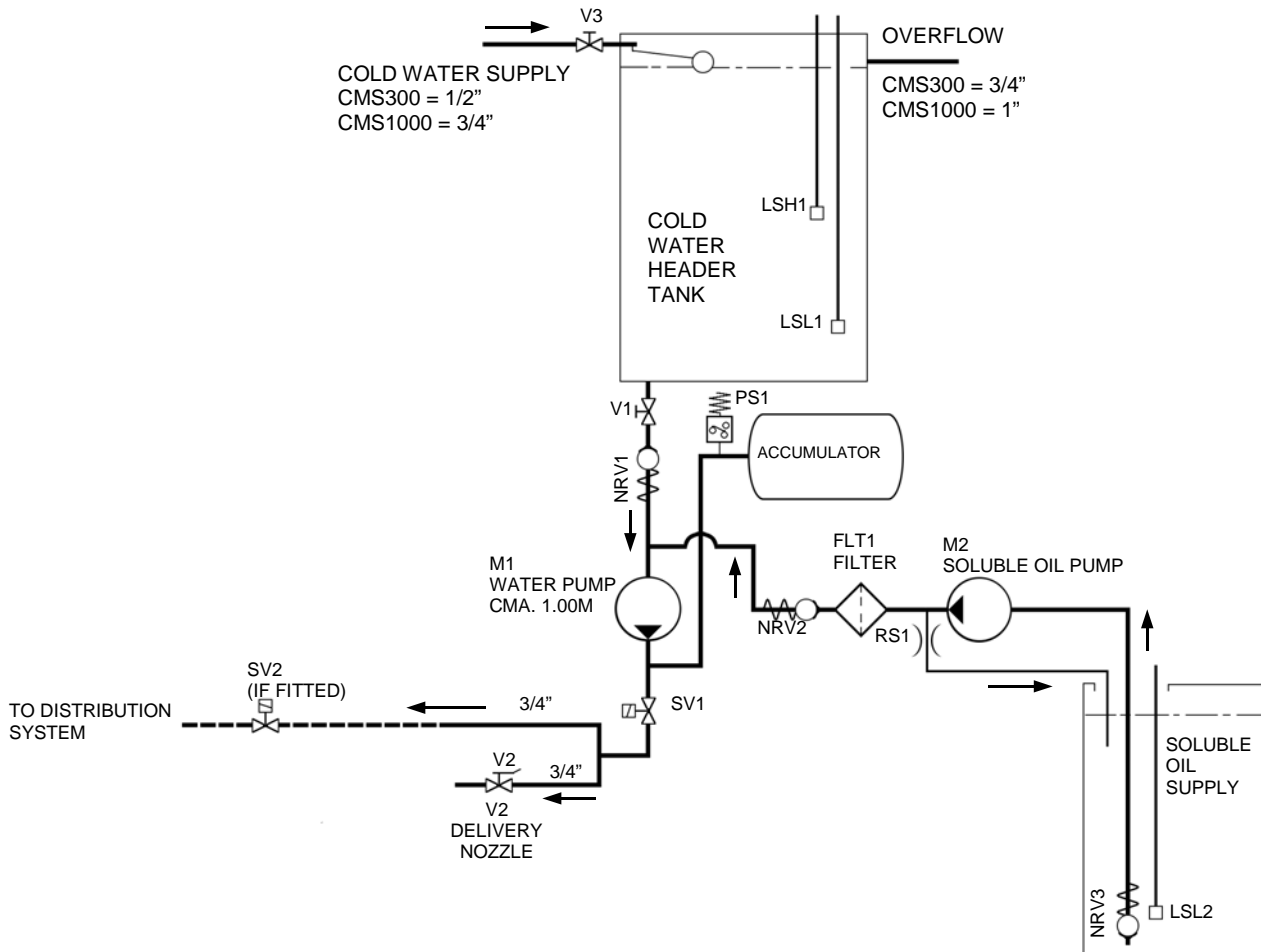 V3
COLD WATER SUPPLY
CMS300 = 1/2”
CMS1000 = 3/4”
OVERFLOW
CMS300 = 3/4”
CMS1000 = 1”
LSH1
COLD
WATER
HEADER
TANK
LSL1
V1
PS1
ACCUMULATOR
NRV1
M1
WATER PUMP
CMA. 1.00M
FLT1
FILTER
M2
SOLUBLE OIL PUMP
NRV2
RS1
SV2
(IF FITTED)
TO DISTRIBUTION
SYSTEM
3/4”
SV1
V2
3/4”
V2
DELIVERY
NOZZLE
SOLUBLE
OIL
SUPPLY
NRV3
LSL2